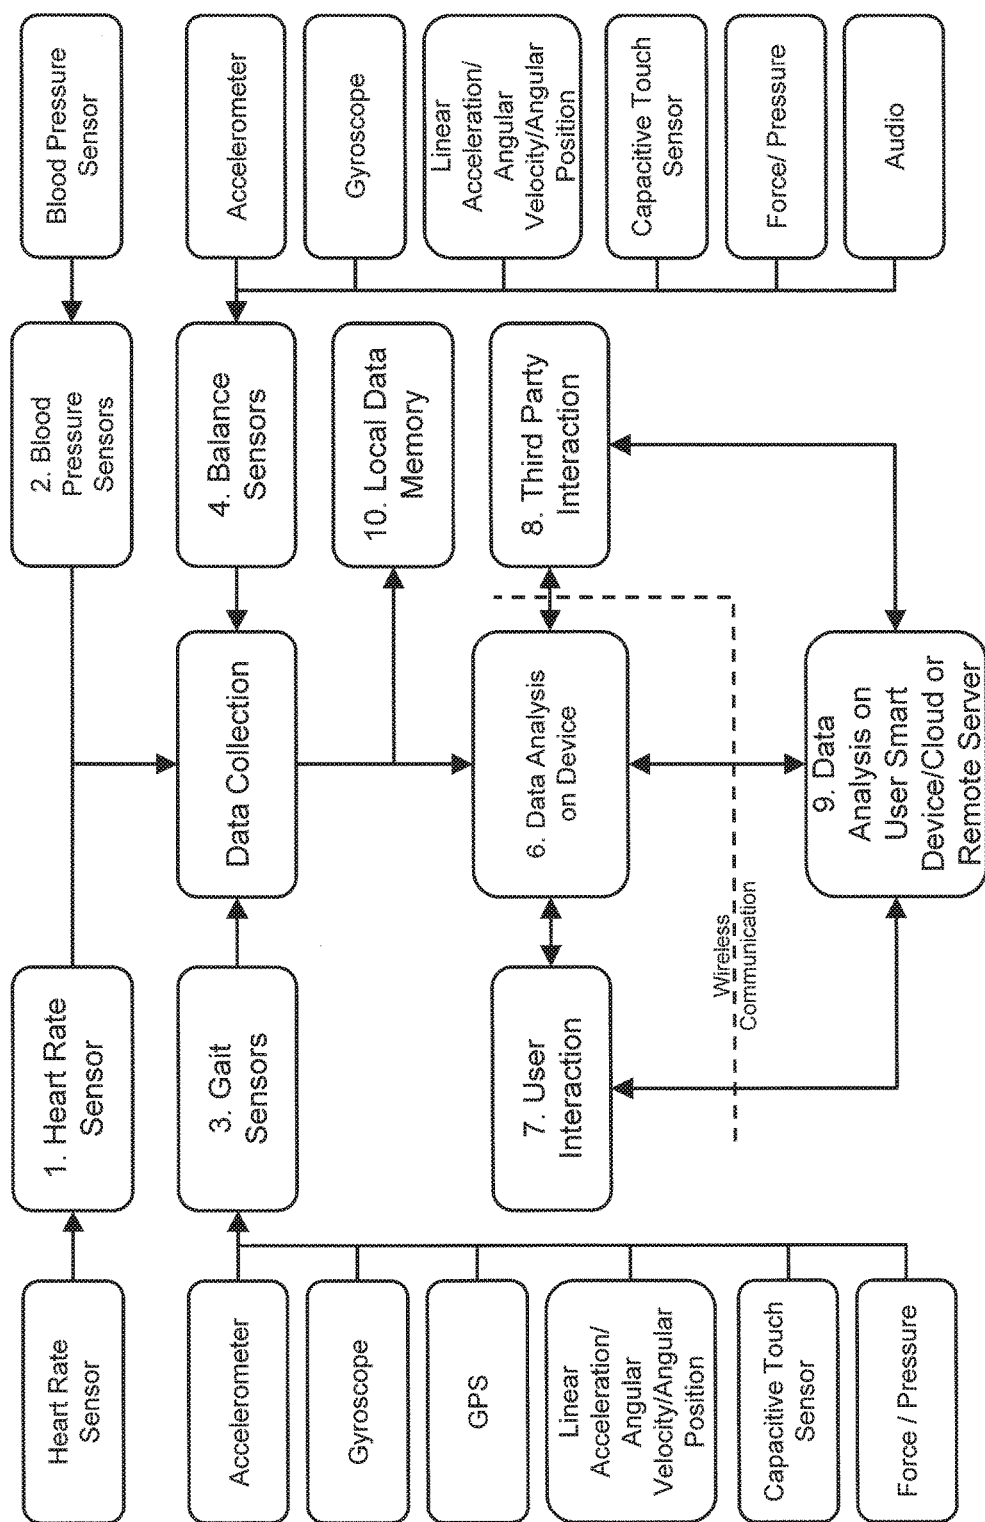 Heart Rate
Sensor
1. Heart Rate
Sensor
2. Blood
Pressure
Sensors
Blood Pressure
Sensor
Accelerometer
Gyroscope
GPS
Linear
Acceleration/
Angular
Velocity/Angular
Position
Capacitive Touch
Sensor
Force / Pressure
3. Gait
Sensors
Data Collection
4. Balance
Sensors
Accelerometer
Gyroscope
Linear
Acceleration/
Angular
Velocity/Angular
Position
Capacitive Touch
Sensor
Force/ Pressure
Audio
10. Local Data
Memory
7. User
Interaction
6. Data Analysis
on Device
8. Third Party
Interaction
Wireless
Communication
9. Data
Analysis on
User Smart
Device/Cloud or
Remote Server